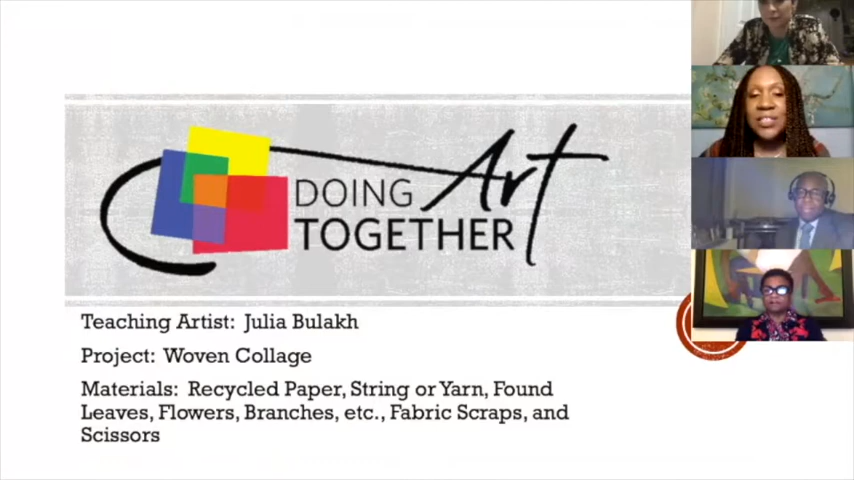 DOING Art
TOGETHER
Teaching Artist: Julia Bulakh
Project: Woven Collage
Materials: Recycled Paper, String or Yarn, Found
Leaves, Flowers, Branches, etc., Fabric Scraps, and
Scissors